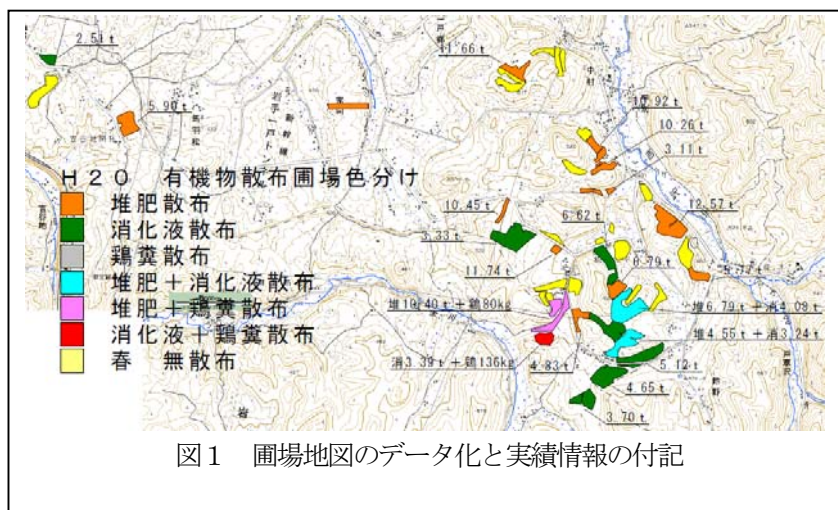 2.51t
11.66t
5.90t
10.92t
10.26t
3.11t
H20 有機物散布圃場色分け
堆肥散布
消化液散布
鶏糞散布
堆肥+消化液散布
堆肥+鶏糞散布
消化液+鶏糞散布
春 無散布
10.45t
12.57t
6.62t
3.33t
11.74t
堆10.40t+鶏80kg
堆6.79t+消4.08t
堆4.55t+消3.24t
消3.39t+鶏136kg
4.83t
5.12t
4.65t
3.70t
中村
岩
図1 圃場地図のデータ化と実績情報の付記